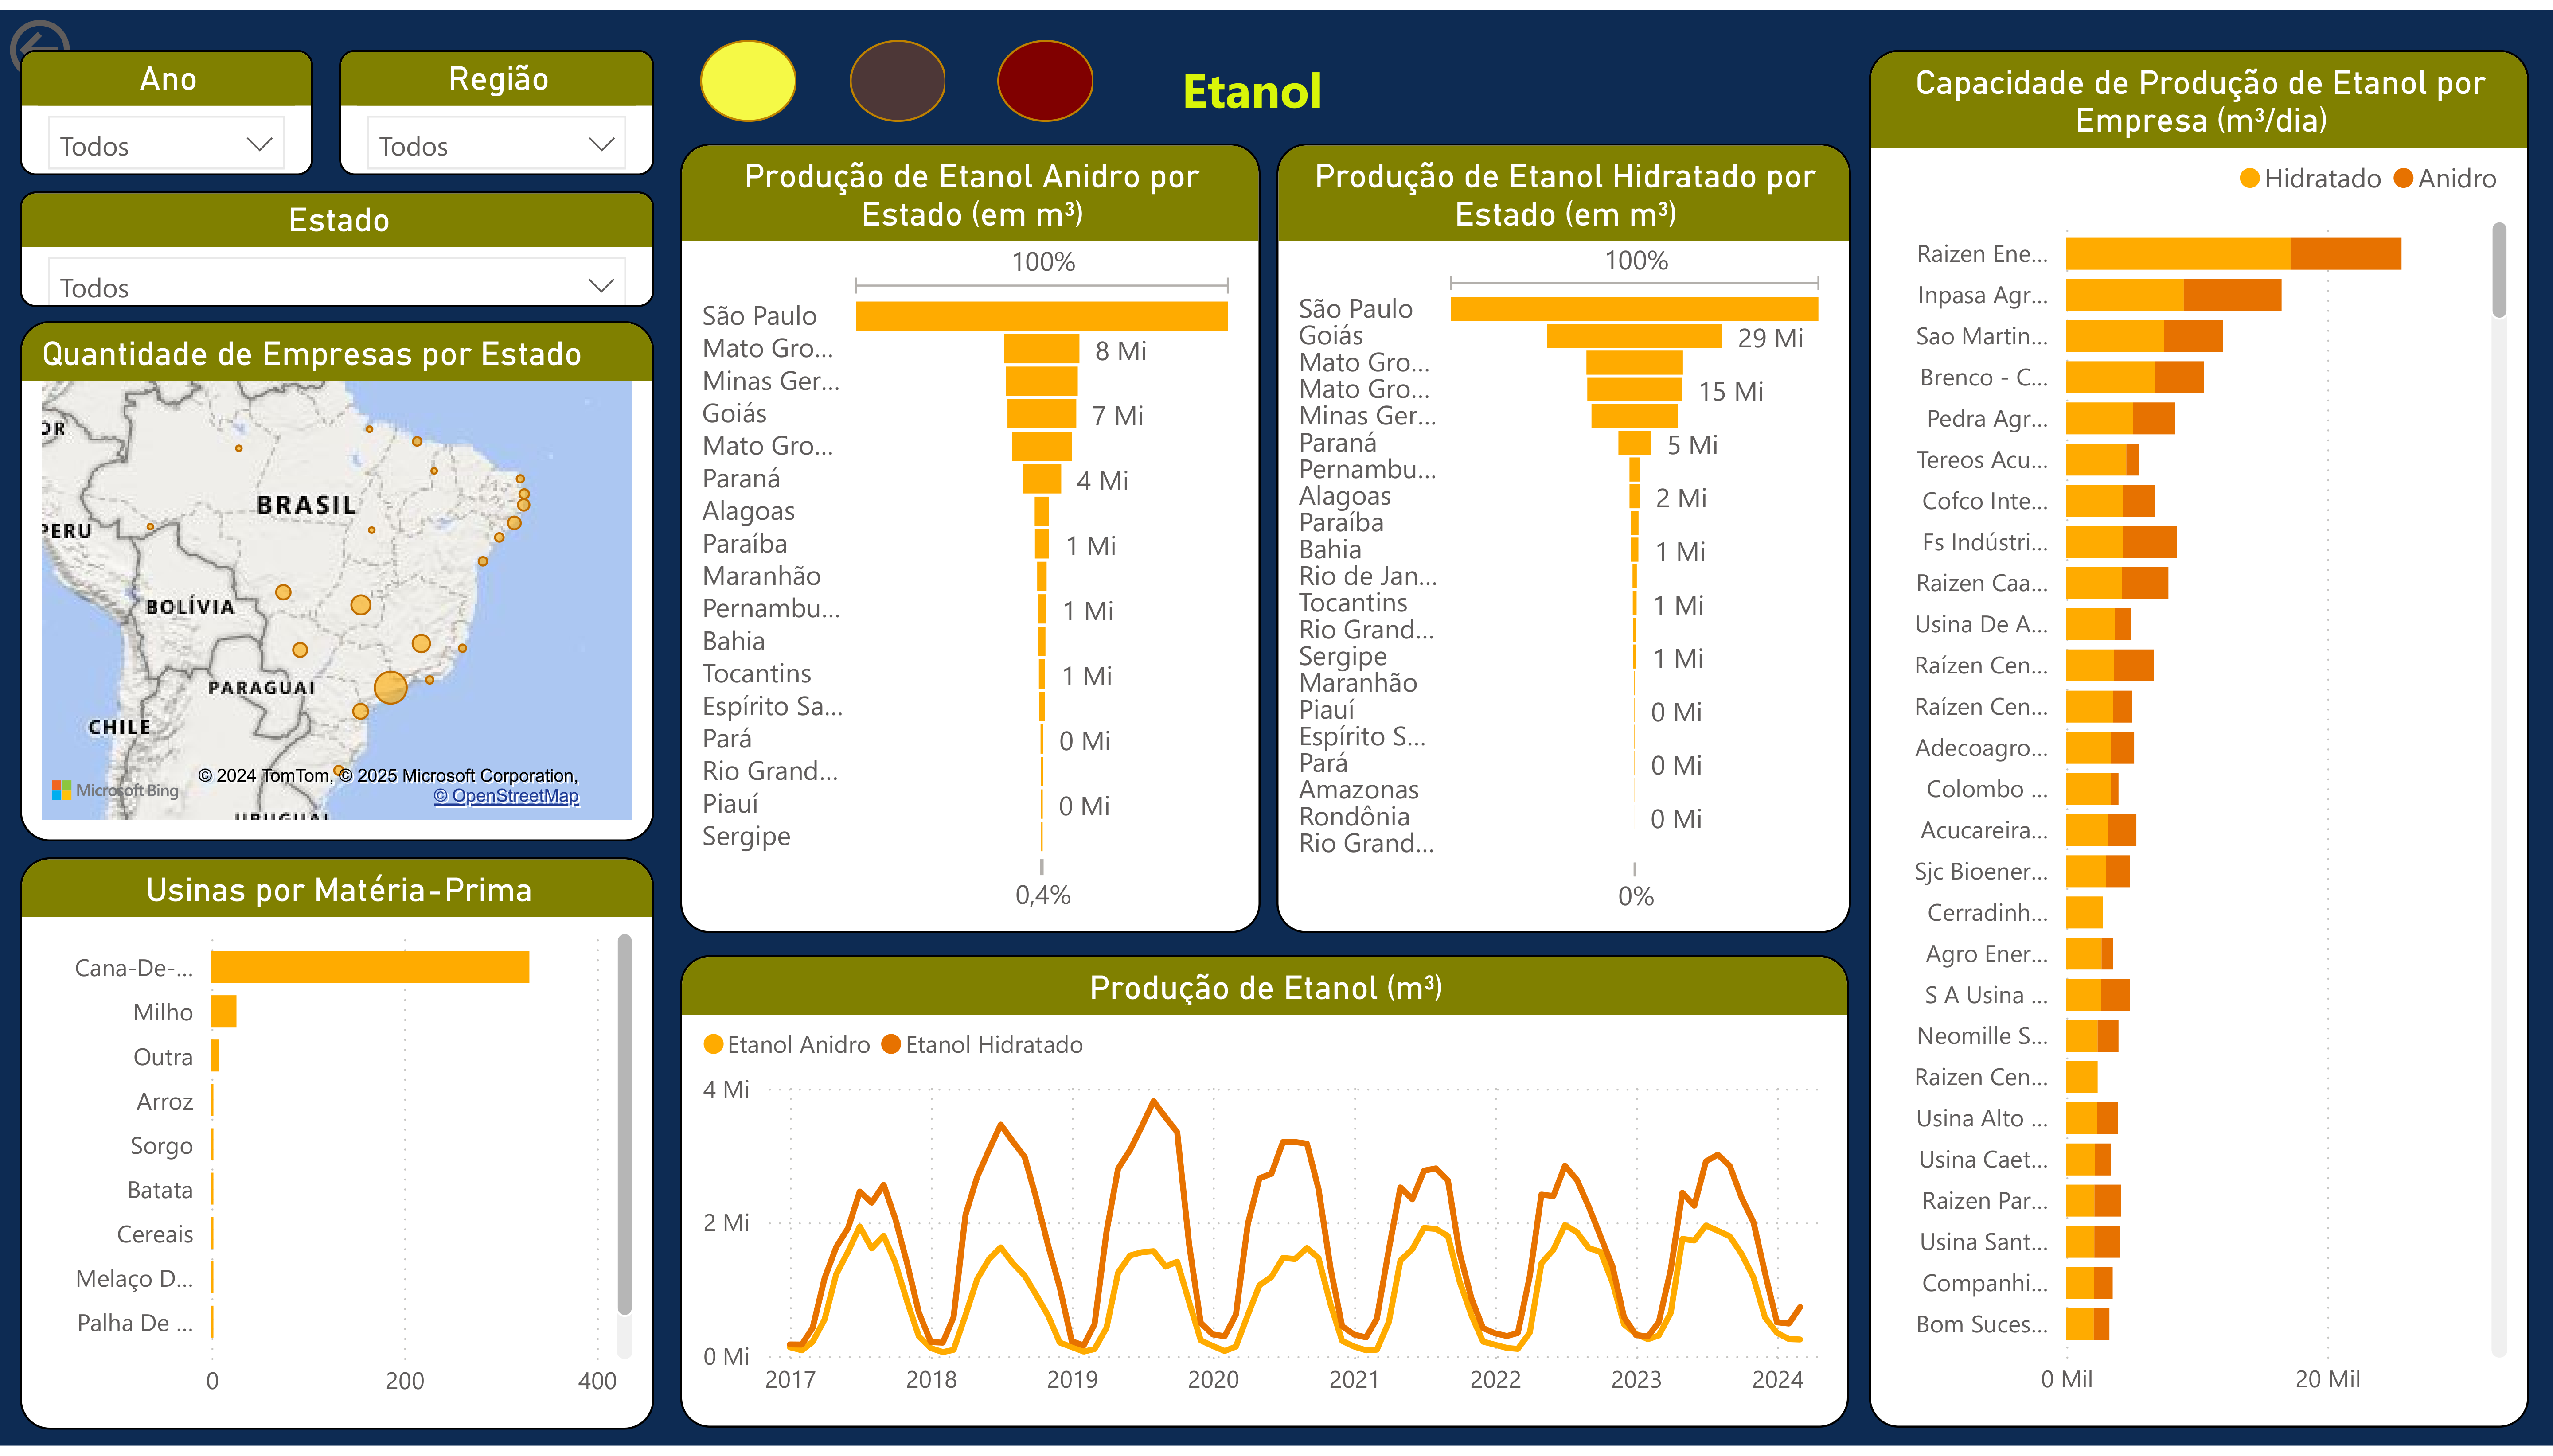 Ano
Todos
Região
Todos
Estado
Todos
Etanol
Quantidade de Empresas por Estado
BRASIL
PERU
BOLÍVIA
PARAGUAI
CHILE
© 2024 TomTom, © 2025 Microsoft Corporation,
Microsoft Bing
© OpenStreetMap
Usinas por Matéria-Prima
Cana-De-...
Milho
Outra
Arroz
Sorgo
Batata
Cereais
Melaço D...
Palha De ...
0 200 400
Produção de Etanol Anidro por
Estado (em m³)
100%
São Paulo
Mato Gro... 8 Mi
Minas Ger...
Goiás 7 Mi
Mato Gro...
Paraná 4 Mi
Alagoas
Paraíba 1 Mi
Maranhão
Pernambu... 1 Mi
Bahia
Tocantins 1 Mi
Espírito Sa...
Pará 0 Mi
Rio Grand...
Piauí 0 Mi
Sergipe
0,4%
Produção de Etanol Hidratado por
Estado (em m³)
100%
São Paulo
Goiás 29 Mi
Mato Gro...
Mato Gro... 15 Mi
Minas Ger...
Paraná 5 Mi
Pernambu...
Alagoas 2 Mi
Paraíba
Bahia 1 Mi
Rio de Jan...
Tocantins 1 Mi
Rio Grand...
Sergipe 1 Mi
Maranhão
Piauí 0 Mi
Espírito S...
Pará 0 Mi
Amazonas
Rondônia 0 Mi
Rio Grand...
0%
Produção de Etanol (m³)
Etanol Anidro Etanol Hidratado
4 Mi
2 Mi
0 Mi
2017 2018 2019 2020 2021 2022 2023 2024
Capacidade de Produção de Etanol por
Empresa (m³/dia)
Hidratado Anidro
Raizen Ene...
Inpasa Agr...
Sao Martin...
Brenco - C...
Pedra Agr...
Tereos Acu...
Cofco Inte...
Fs Indústri...
Raizen Caa...
Usina De A...
Raízen Cen...
Raízen Cen...
Adecoagro...
Colombo ...
Acucareira...
Sjc Bioener...
Cerradinh...
Agro Ener...
S A Usina ...
Neomille S...
Raizen Cen...
Usina Alto ...
Usina Caet...
Raizen Par...
Usina Sant...
Companhi...
Bom Suces...
0 Mil 20 Mil